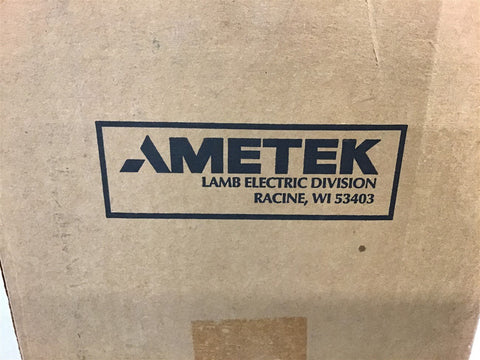 AMETEK
LAMB ELECTRIC DIVISION
RACINE, WI 53403